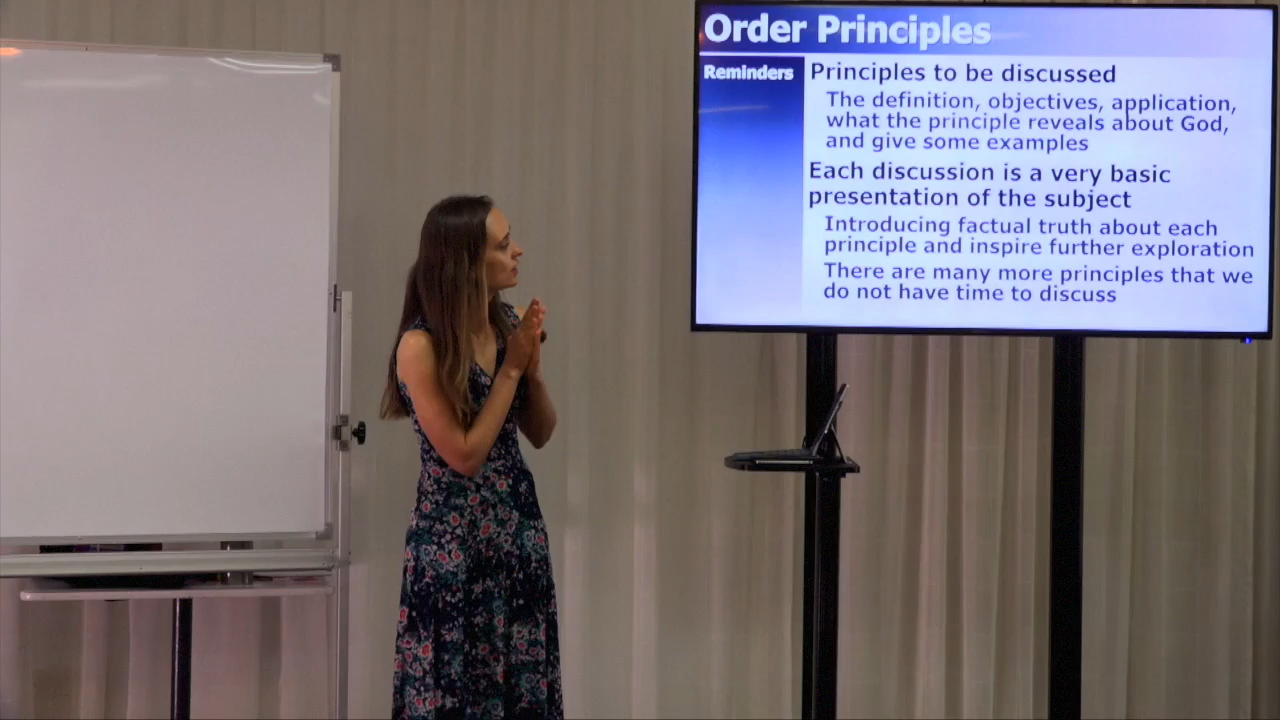 Order Principles
Reminders
Principles to be discussed
The definition, objectives, application,
what the principle reveals about God,
and give some examples
Each discussion is a very basic
presentation of the subject
Introducing factual truth about each
principle and inspire further exploration
There are many more principles that we
do not have time to discuss